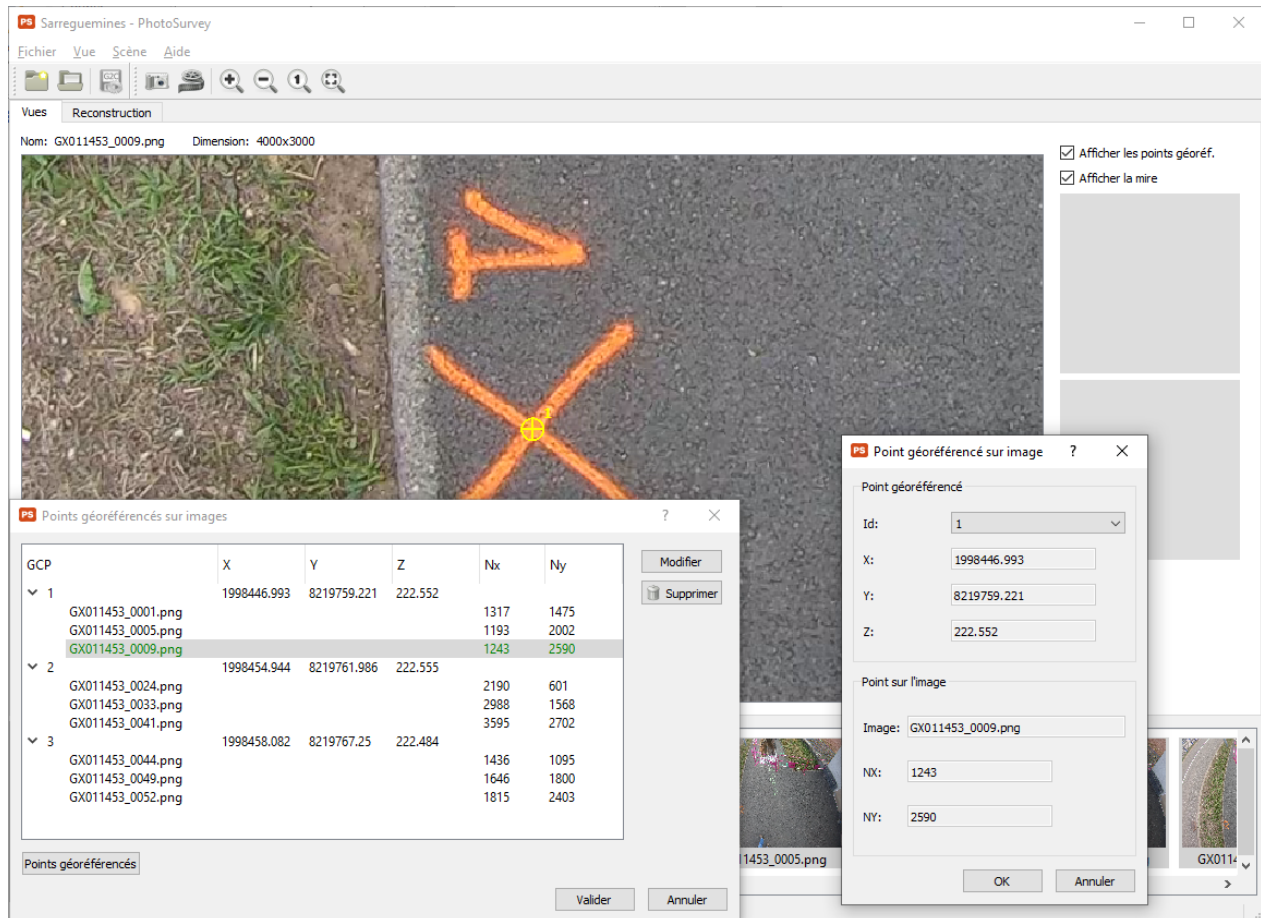 PS Sarreguemines - PhotoSurvey
Fichier Vue Scène Aide
Vues Reconstruction
Nom: GX011453_0009.png Dimension: 4000x3000
Afficher les points géoréf.
Afficher la mire
1
PS Points géoréférencés sur images ?
GCP X Y Z Nx Ny
1 1998446.993 8219759.221 222.552
GX011453_0001.png 1317 1475
GX011453_0005.png 1193 2002
GX011453_0009.png 1243 2590
2 1998454.944 8219761.986 222.555
GX011453_0024.png 2190 601
GX011453_0033.png 2988 1568
GX011453_0041.png 3595 2702
3 1998458.082 8219767.25 222.484
GX011453_0044.png 1436 1095
GX011453_0049.png 1646 1800
GX011453_0052.png 1815 2403
Modifier
Supprimer
Points géoréférencés
Valider Annuler
PS Point géoréférencé sur image ?
Point géoréférencé
Id: 1
X: 1998446.993
Y: 8219759.221
Z: 222.552
Point sur l'image
Image: GX011453_0009.png
NX: 1243
NY: 2590
OK Annuler
11453_0005.png
GX011